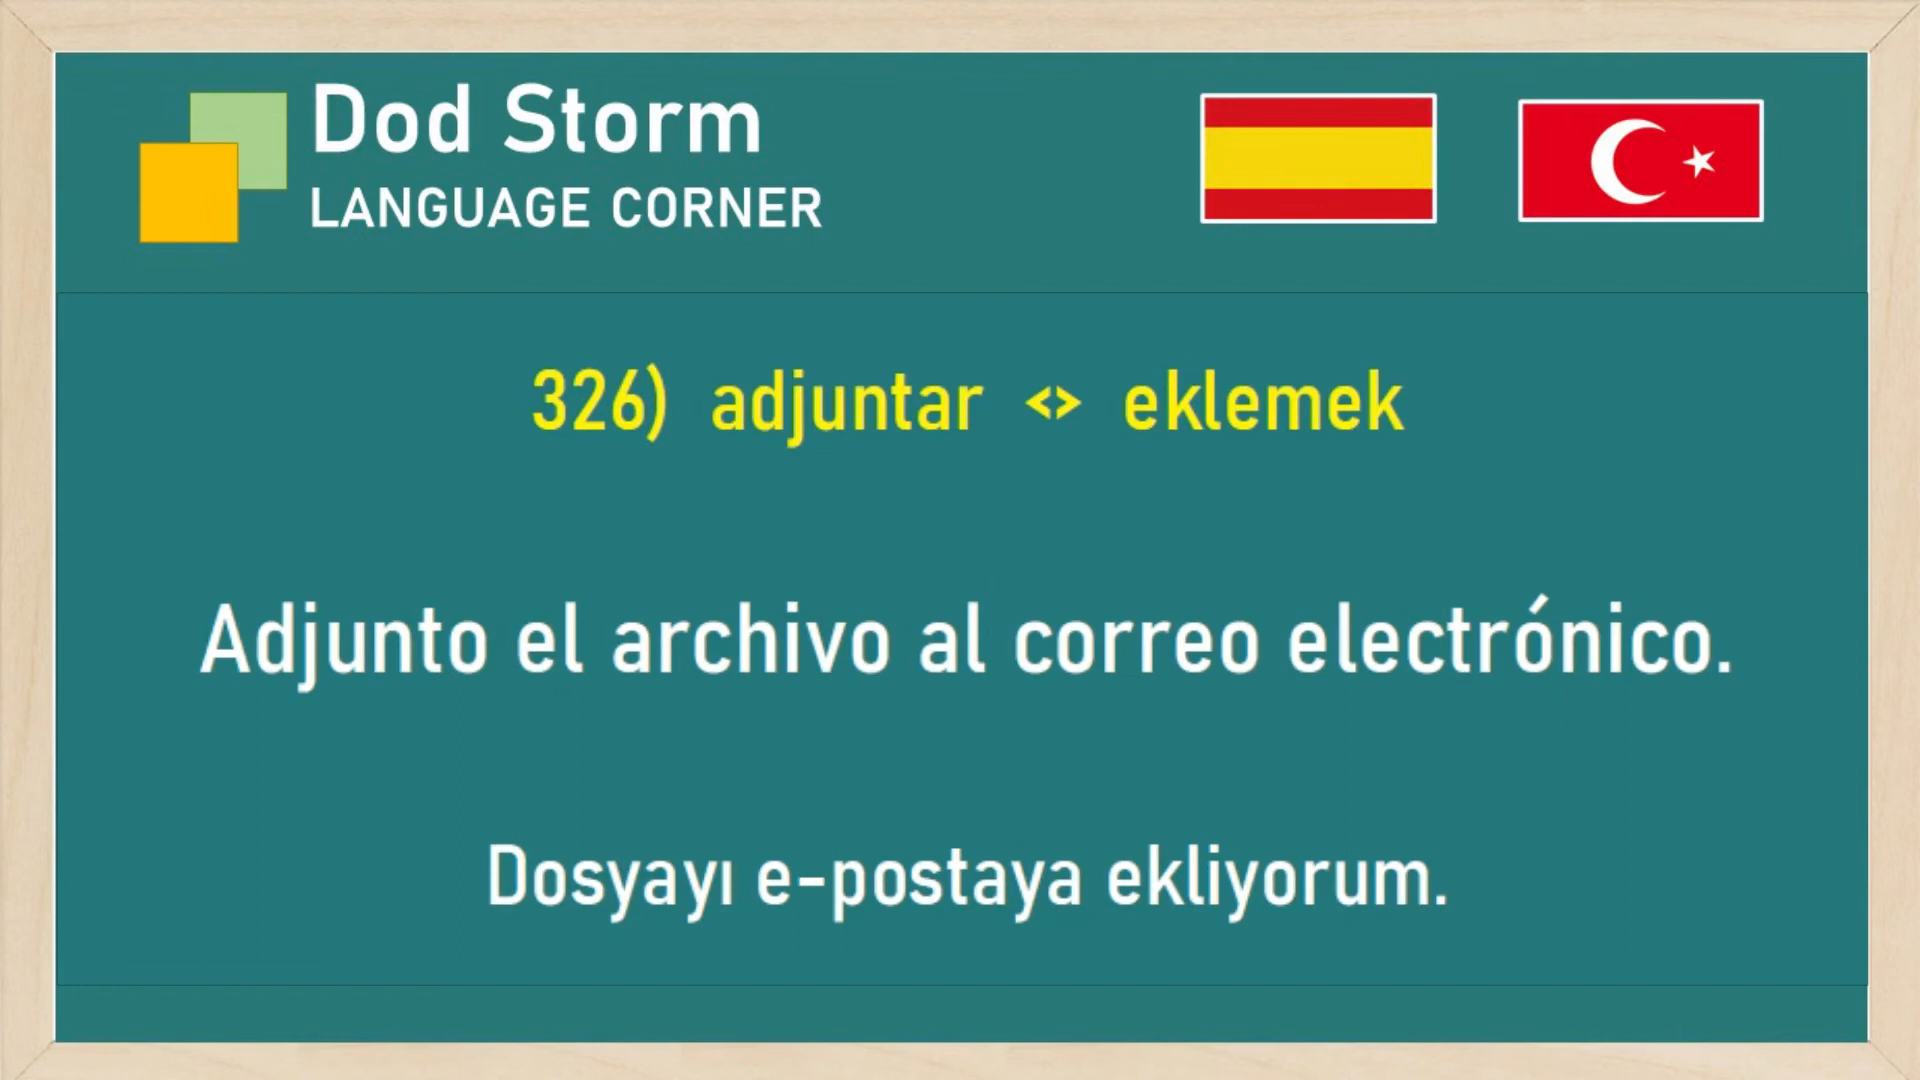 Dod Storm
LANGUAGE CORNER
326) adjuntar <> eklemek
Adjunto el archivo al correo electrónico.
Dosyayı e-postaya ekliyorum.